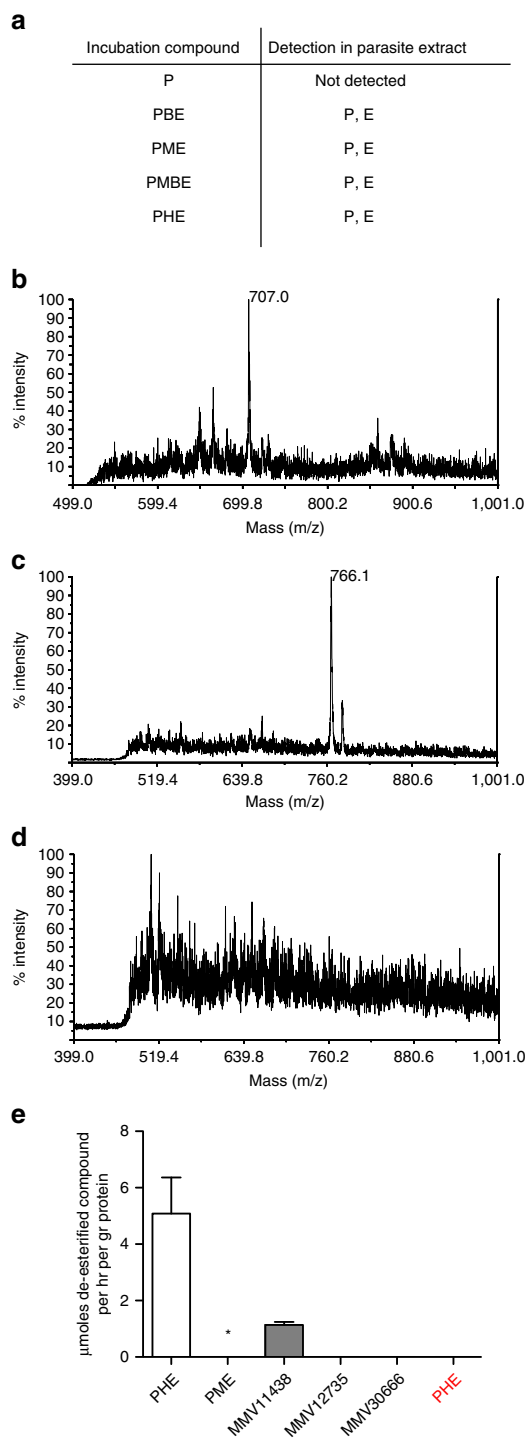 a
Incubation compound Detection in parasite extract
P Not detected
PBE P, E
PME P, E
PMBE P, E
PHE P, E
b
707.0
100
90
80
70
60
50
40
30
20
10
% intensity
499.0 599.4 699.8 800.2 900.6 1,001.0
Mass (m/z)
c
766.1
100
90
80
70
60
50
40
30
20
10
% intensity
399.0 519.4 639.8 760.2 880.6 1,001.0
Mass (m/z)
d
100
90
80
70
60
50
40
30
20
10
% intensity
399.0 519.4 639.8 760.2 880.6 1,001.0
Mass (m/z)
e
µmoles de-esterified compound
per hr per gr protein
8
6
4
2
0
*
PHE PME MMV11438 MMV12735 MMV30666 PHE